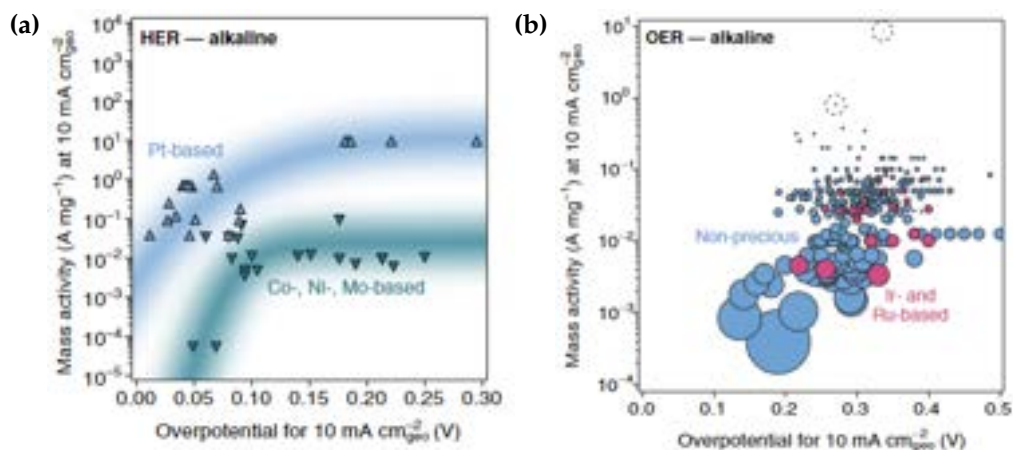 (a)
HER — alkaline
Mass activity (A mg⁻¹) at 10 mA cm⁻²geo
10⁴
10³
10²
10¹
10⁰
10⁻¹
10⁻²
10⁻³
10⁻⁴
10⁻⁵
Pt-based
Co-, Ni-, Mo-based
0.00 0.05 0.10 0.15 0.20 0.25 0.30
Overpotential for 10 mA cm⁻²geo (V)
(b)
OER — alkaline
Mass activity (A mg⁻¹) at 10 mA cm⁻²geo
10¹
10⁰
10⁻¹
10⁻²
10⁻³
10⁻⁴
Non-precious
Ir- and
Ru-based
0.0 0.1 0.2 0.3 0.4 0.5
Overpotential for 10 mA cm⁻²geo (V)